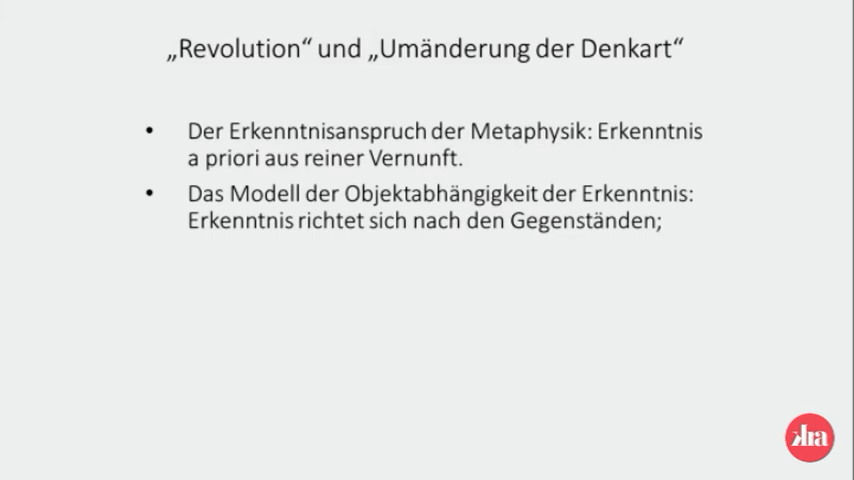 „Revolution“ und „Umänderung der Denkart“
• Der Erkenntnisanspruch der Metaphysik: Erkenntnis
a priori aus reiner Vernunft.
• Das Modell der Objektabhängigkeit der Erkenntnis:
Erkenntnis richtet sich nach den Gegenständen;